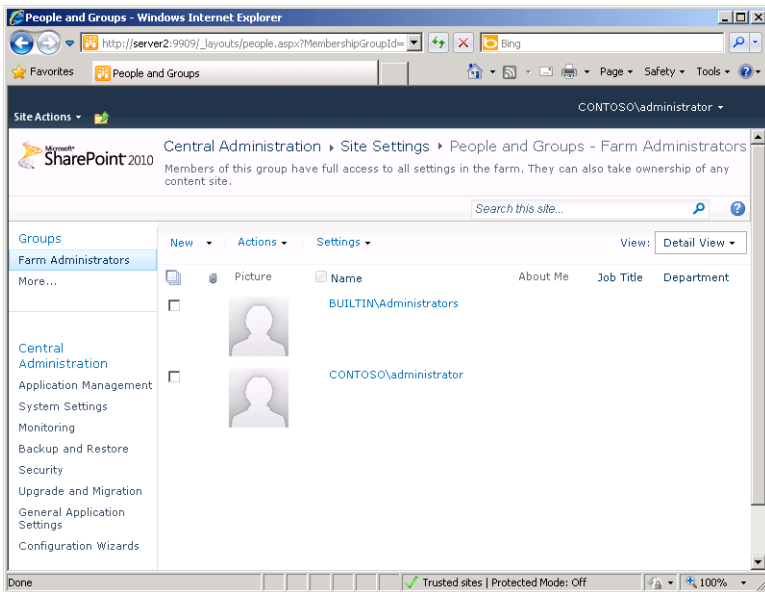 People and Groups - Windows Internet Explorer
http://server2:9909/_layouts/people.aspx?MembershipGroupId=
Bing
Favorites
People and Groups
Page
Safety
Tools
Site Actions
CONTOSO\administrator
Microsoft
SharePoint 2010
Central Administration
Site Settings
People and Groups - Farm Administrators
Members of this group have full access to all settings in the farm. They can also take ownership of any
content site.
Search this site...
Groups
Farm Administrators
More...
Central
Administration
Application Management
System Settings
Monitoring
Backup and Restore
Security
Upgrade and Migration
General Application
Settings
Configuration Wizards
New
Actions
Settings
View:
Detail View
Picture
Name
About Me
Job Title
Department
BUILTIN\Administrators
CONTOSO\administrator
Done
Trusted sites | Protected Mode: Off
100%